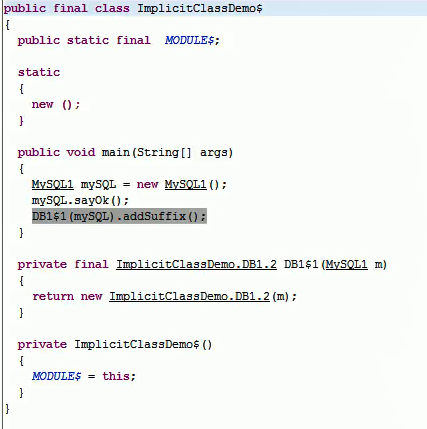 public final class ImplicitClassDemo$
{
public static final MODULE$;
static
{
new ();
}
public void main(String[] args)
{
MySQL1 mySQL = new MySQL1();
mySQL.sayOk();
DB1$1(mySQL).addSuffix();
}
private final ImplicitClassDemo.DB1.2 DB1$1(MySQL1 m)
{
return new ImplicitClassDemo.DB1.2(m);
}
private ImplicitClassDemo$()
{
MODULE$ = this;
}
}